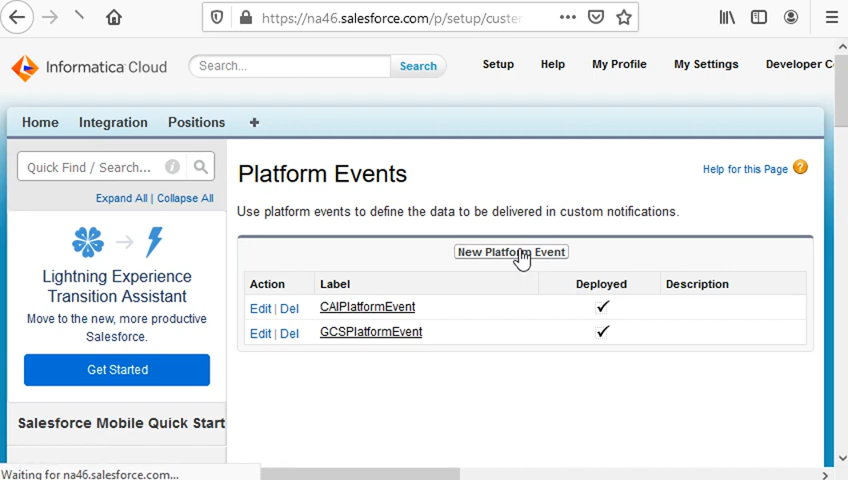 https://na46.salesforce.com/p/setup/custe
Informatica Cloud
Search...
Search
Setup
Help
My Profile
My Settings
Developer C
Home
Integration
Positions
Quick Find / Search...
Expand All | Collapse All
Lightning Experience
Transition Assistant
Move to the new, more productive
Salesforce.
Get Started
Salesforce Mobile Quick Start
Platform Events
Help for this Page
Use platform events to define the data to be delivered in custom notifications.
New Platform Event
Action Label Deployed Description
Edit | Del CAIPlatformEvent
Edit | Del GCSPlatformEvent
Waiting for na46.salesforce.com...